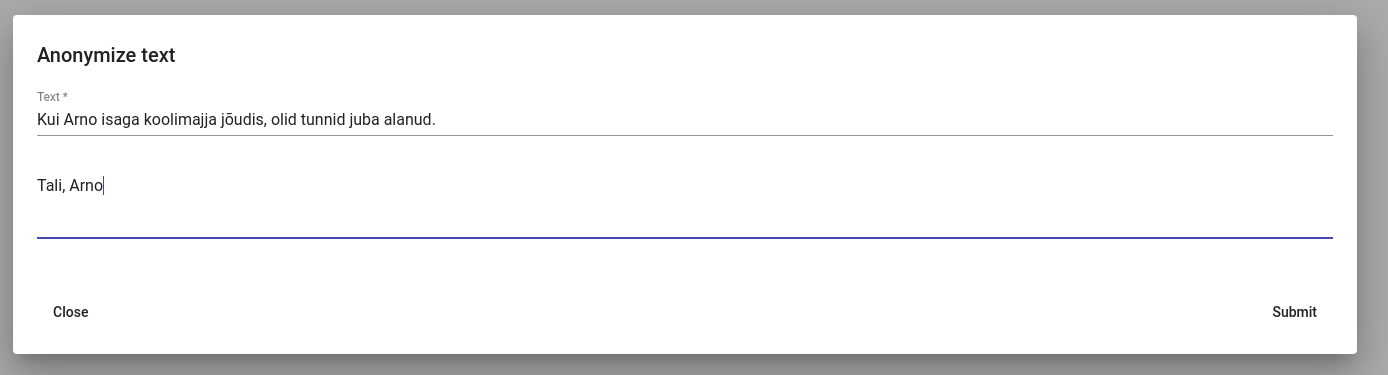 Anonymize text
Text *
Kui Arno isaga koolimajja jõudis, olid tunnid juba alanud.
Tali, Arno
Close
Submit